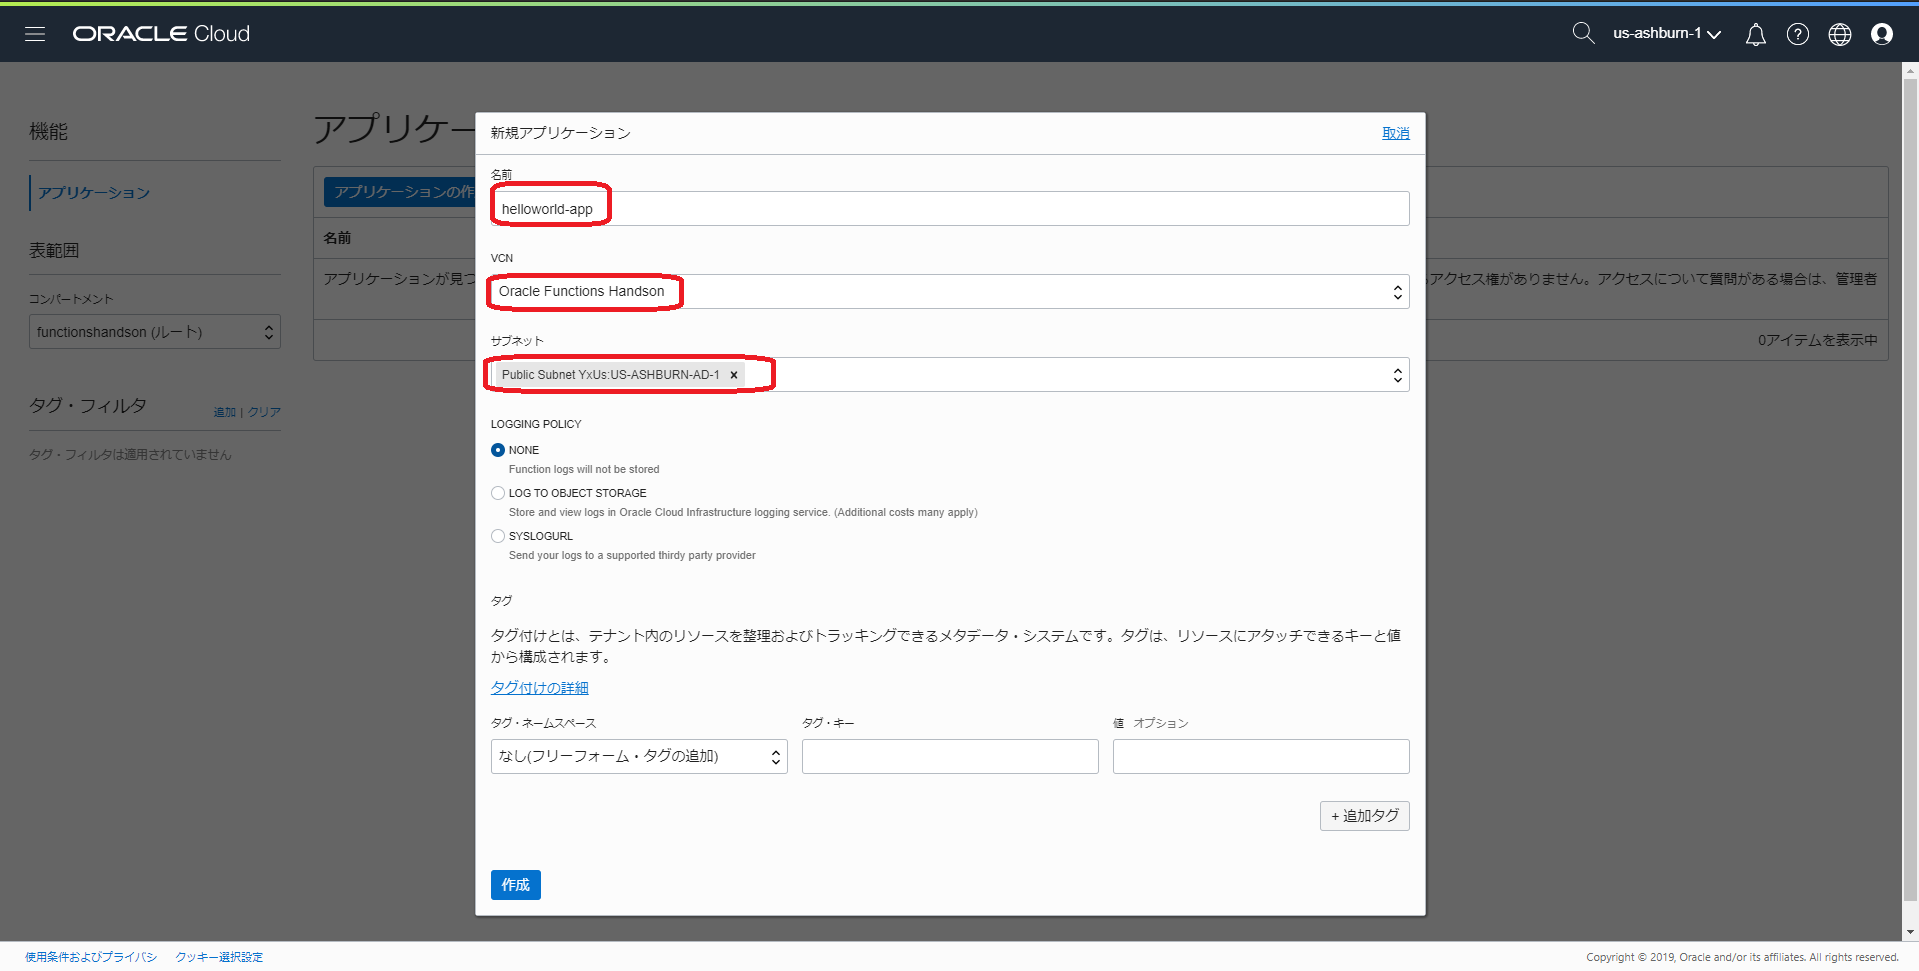 ORACLE Cloud
us-ashburn-1
機能
アプリケーション
表範囲
コンパートメント
functionshandson (ルート)
タグ・フィルタ
追加 | クリア
タグ・フィルタは適用されていません
アプリケー
アプリケーションの作
名前
アプリケーションが見つ
アクセス権がありません。アクセスについて質問がある場合は、管理者
0アイテムを表示中
新規アプリケーション
取消
名前
helloworld-app
VCN
Oracle Functions Handson
サブネット
Public Subnet YxUs:US-ASHBURN-AD-1 ×
LOGGING POLICY
NONE
Function logs will not be stored
LOG TO OBJECT STORAGE
Store and view logs in Oracle Cloud Infrastructure logging service. (Additional costs many apply)
SYSLOGURL
Send your logs to a supported thirdy party provider
タグ
タグ付けとは、テナント内のリソースを整理およびトラッキングできるメタデータ・システムです。タグは、リソースにアタッチできるキーと値
から構成されます。
タグ付けの詳細
タグ・ネームスペース
タグ・キー
値 オプション
なし(フリーフォーム・タグの追加)
+ 追加タグ
作成
使用条件およびプライバシ
クッキー選択設定
Copyright © 2019, Oracle and/or its affiliates. All rights reserved.